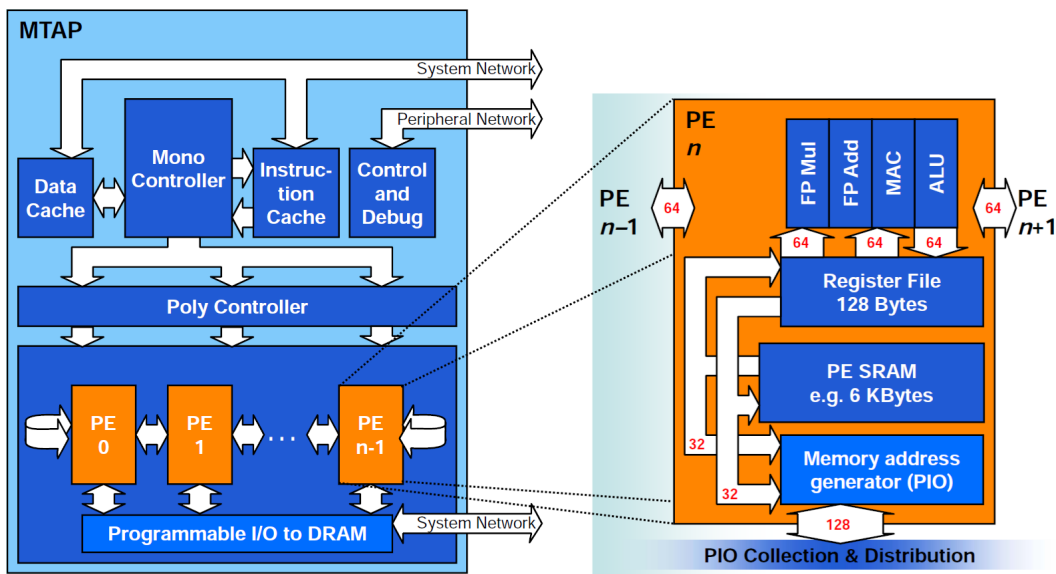 MTAP
System Network
Peripheral Network
Mono
Controller
Data
Cache
Instruc-
tion
Cache
Control
and
Debug
Poly Controller
PE
0
PE
1
...
PE
n-1
Programmable I/O to DRAM
System Network
PE
n
FP Mul
FP Add
MAC
ALU
PE
n–1
64
64
PE
n+1
64
64
64
Register File
128 Bytes
PE SRAM
e.g. 6 KBytes
32
32
Memory address
generator (PIO)
128
PIO Collection & Distribution